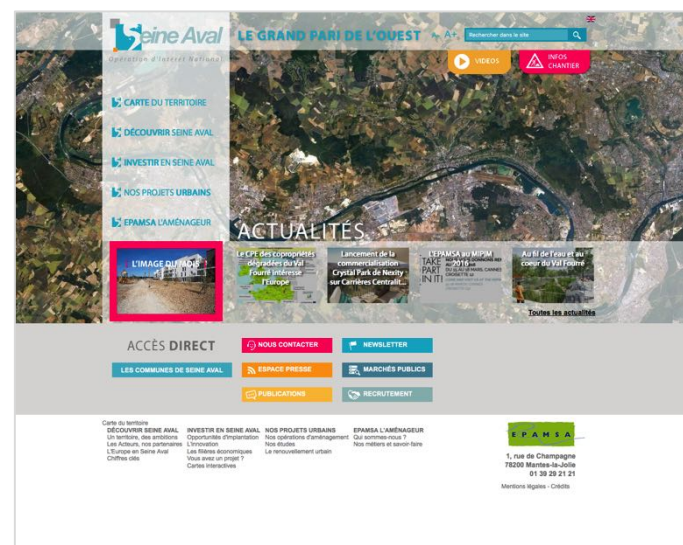 Seine Aval
Opération d'Intérêt National
LE GRAND PARI DE L'OUEST
A- A+
Rechercher dans le site
VIDEOS
INFOS
CHANTIER
CARTE DU TERRITOIRE
DÉCOUVRIR SEINE AVAL
INVESTIR EN SEINE AVAL
NOS PROJETS URBAINS
EPAMSA L'AMÉNAGEUR
ACTUALITÉS
L'IMAGE DU MOIS
Le CPE des copropriétés
dégradées du Val
Fourré intéresse
l'Europe
Lancement de la
commercialisation
Crystal Park de Nexity
sur Carrières Centralit...
L'EPAMSA au MIPIM
2016
TAKE
PART
IN IT!
Au fil de l'eau et au
coeur du Val Fourré
Toutes les actualités
ACCÈS DIRECT
LES COMMUNES DE SEINE AVAL
NOUS CONTACTER
NEWSLETTER
ESPACE PRESSE
MARCHÉS PUBLICS
PUBLICATIONS
RECRUTEMENT
Carte du territoire
DÉCOUVRIR SEINE AVAL
Un territoire, des ambitions
Les Acteurs, nos partenaires
L'Europe en Seine Aval
Chiffres clés
INVESTIR EN SEINE AVAL
Opportunités d'implantation
L'innovation
Les filières économiques
Vous avez un projet ?
Cartes interactives
NOS PROJETS URBAINS
Nos opérations d'aménagement
Nos études
Le renouvellement urbain
EPAMSA L'AMÉNAGEUR
Qui sommes-nous ?
Nos métiers et savoir-faire
EPAMSA
1, rue de Champagne
78200 Mantes-la-Jolie
01 39 29 21 21
Mentions légales - Crédits